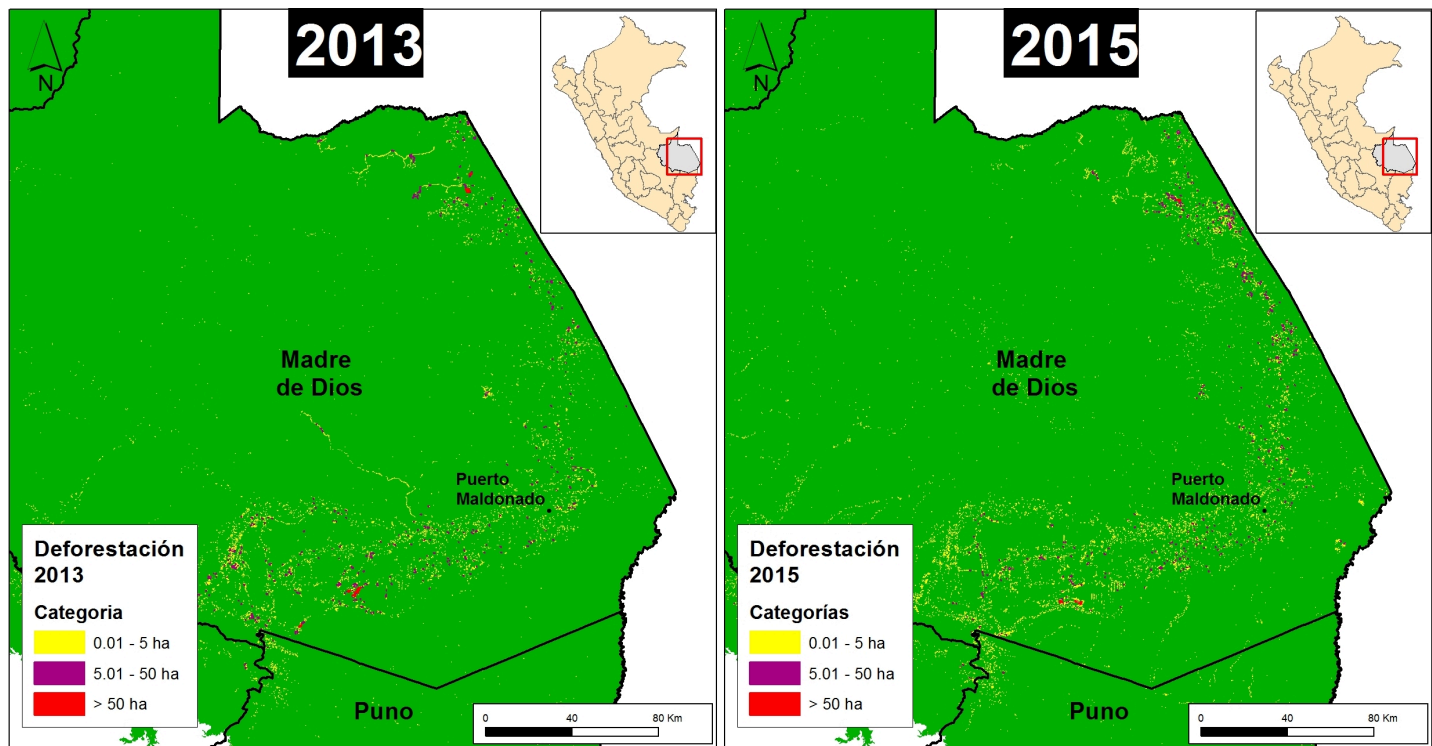 2013
N
Madre
de Dios
Puerto
Maldonado
Deforestación
2013
Categoria
0.01 - 5 ha
5.01 - 50 ha
> 50 ha
Puno
0 40 80 Km
2015
N
Madre
de Dios
Puerto
Maldonado
Deforestación
2015
Categorías
0.01 - 5 ha
5.01 - 50 ha
> 50 ha
Puno
0 40 80 Km